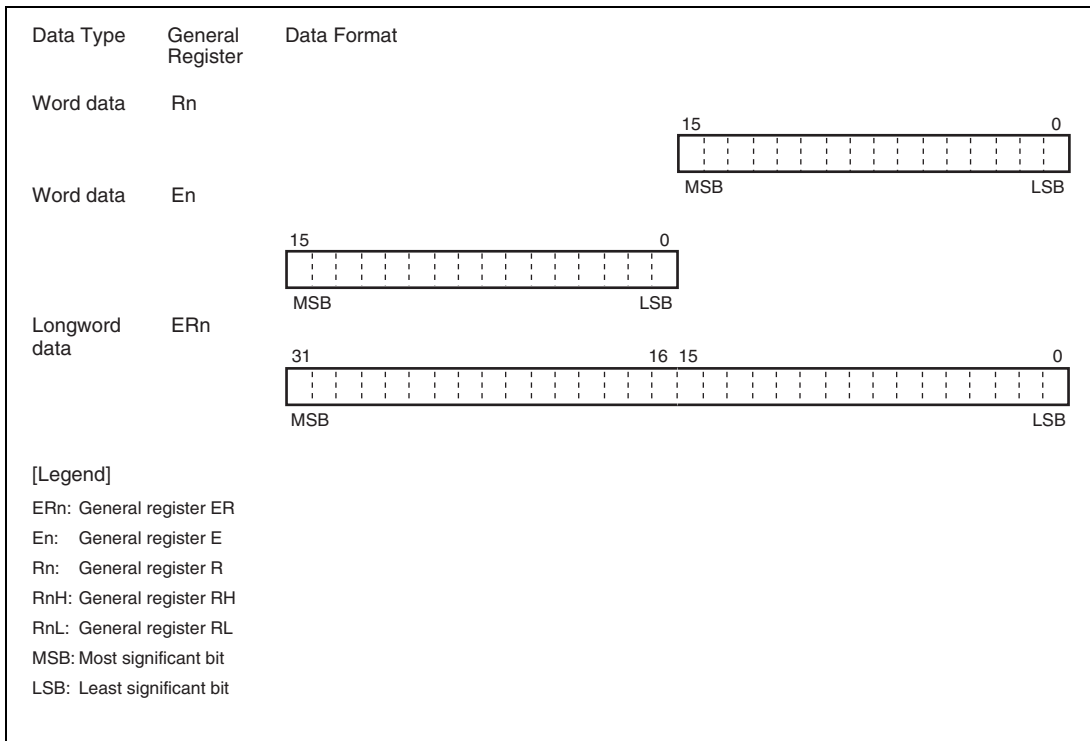 Data Type General Register Data Format
Word data Rn
15 0
MSB LSB
Word data En
15 0
MSB LSB
Longword data ERn
31 16 15 0
MSB LSB
[Legend]
ERn: General register ER
En: General register E
Rn: General register R
RnH: General register RH
RnL: General register RL
MSB: Most significant bit
LSB: Least significant bit